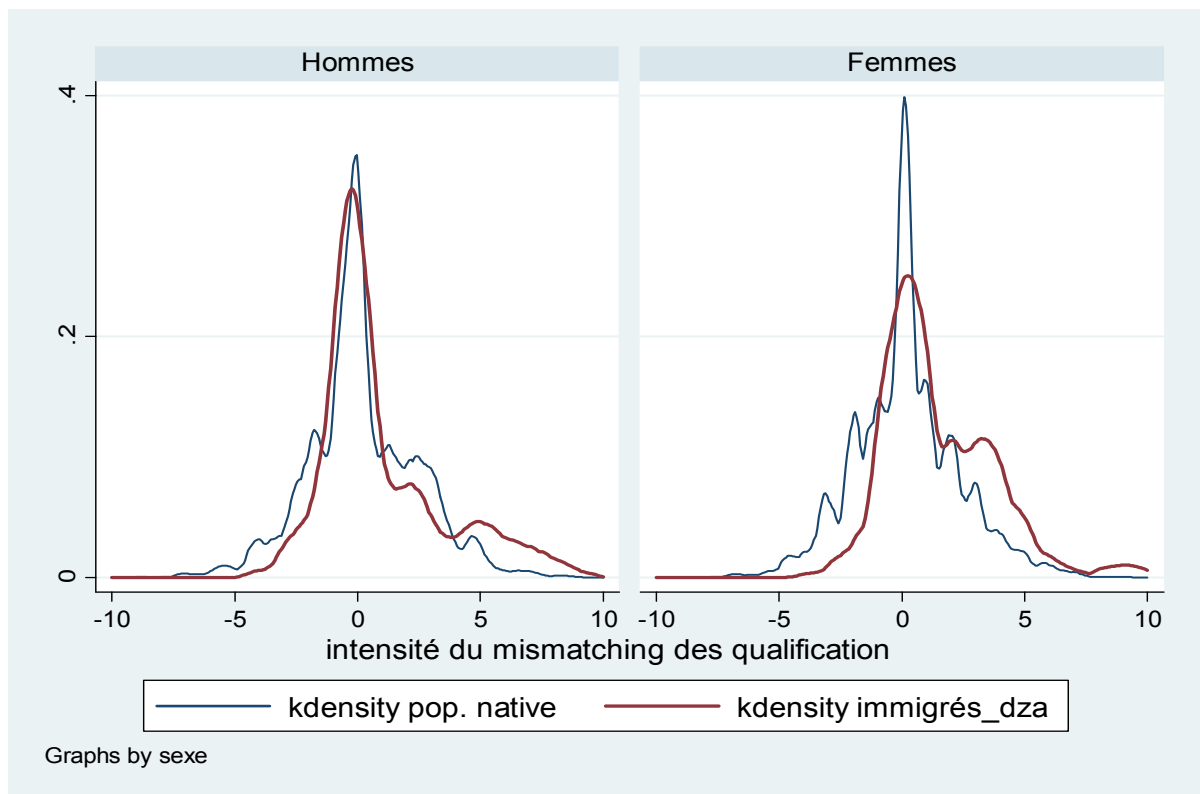 Hommes
Femmes
.4
.2
0
-10 -5 0 5 10
-10 -5 0 5 10
intensité du mismatching des qualification
kdensity pop. native
kdensity immigrés_dza
Graphs by sexe